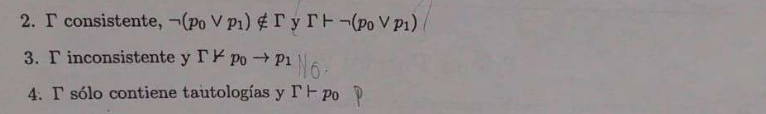 2. Γ consistente, ¬(p₀ ∨ p₁) ∉ Γ y Γ ⊢ ¬(p₀ ∨ p₁)
3. Γ inconsistente y Γ ⊬ p₀ → p₁ No.
4. Γ sólo contiene tautologías y Γ ⊢ p₀